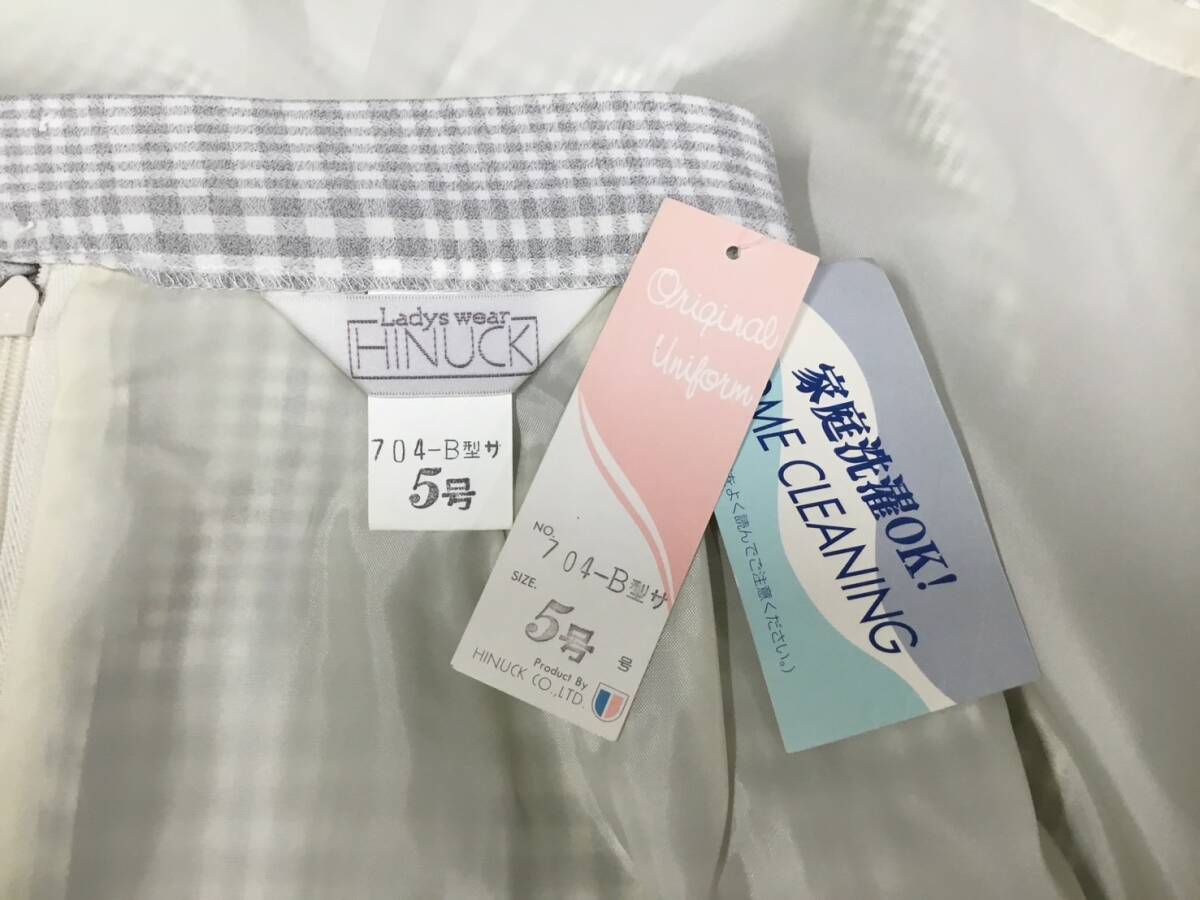 Ladys wear
HINUCK
704-B型サ
5号
Original
Uniform
NO.
704-B型サ
SIZE.
5号 号
Product By
HINUCK CO.,LTD.
家庭洗濯OK!
OME CLEANING
をよく読んでご注意ください。)